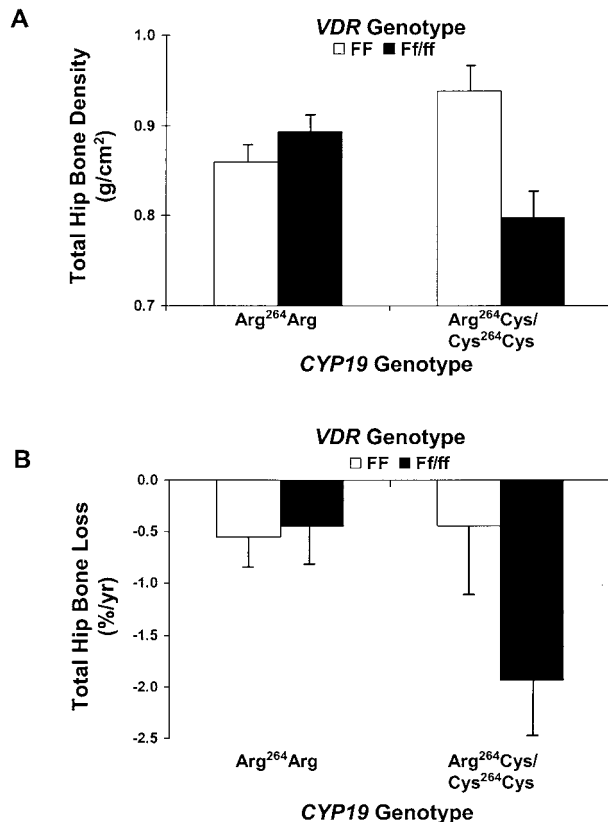 A
VDR Genotype
FF Ff/ff
Total Hip Bone Density
(g/cm²)
1.0
0.9
0.8
0.7
Arg²⁶⁴Arg
Arg²⁶⁴Cys/
Cys²⁶⁴Cys
CYP19 Genotype
B
VDR Genotype
FF Ff/ff
Total Hip Bone Loss
(%/yr)
0.0
-0.5
-1.0
-1.5
-2.0
-2.5
Arg²⁶⁴Arg
Arg²⁶⁴Cys/
Cys²⁶⁴Cys
CYP19 Genotype